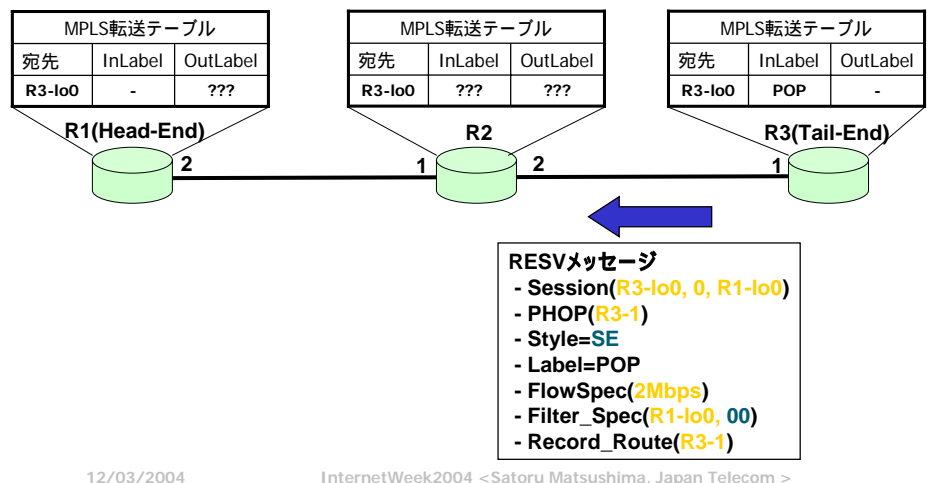 MPLS転送テーブル
宛先 InLabel OutLabel
R3-lo0 - ???
MPLS転送テーブル
宛先 InLabel OutLabel
R3-lo0 ??? ???
MPLS転送テーブル
宛先 InLabel OutLabel
R3-lo0 POP -
R1(Head-End)
R2
R3(Tail-End)
2
1
2
1
RESVメッセージ
- Session(R3-lo0, 0, R1-lo0)
- PHOP(R3-1)
- Style=SE
- Label=POP
- FlowSpec(2Mbps)
- Filter_Spec(R1-lo0, 00)
- Record_Route(R3-1)
12/03/2004
InternetWeek2004 <Satoru Matsushima, Japan Telecom >